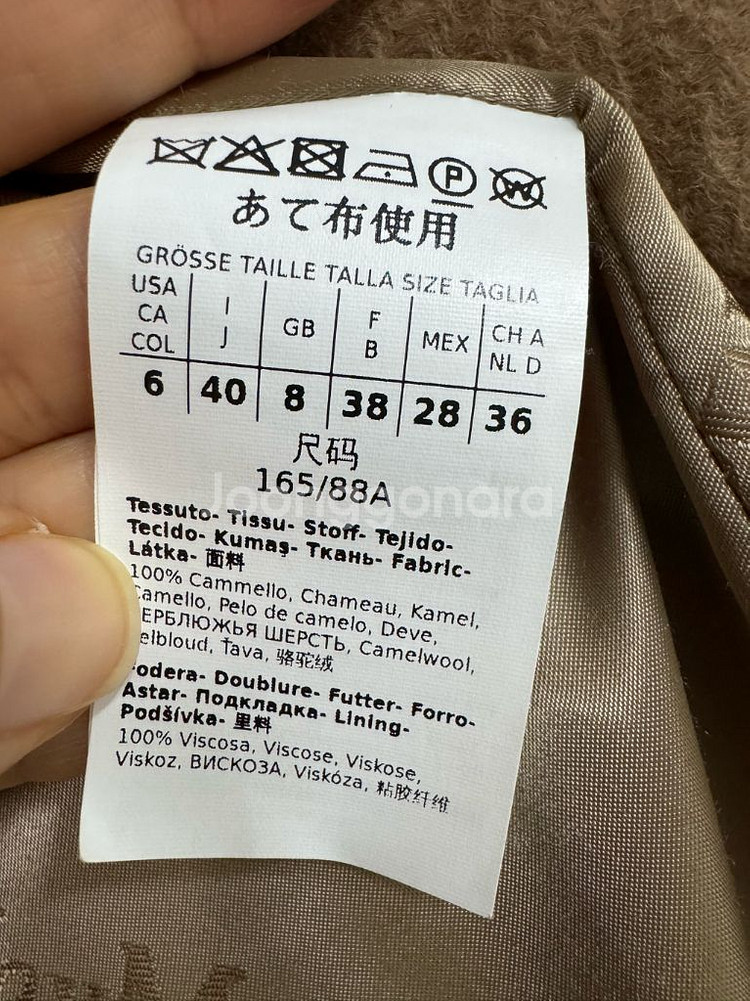 あて布使用
GRÖSSE TAILLE TALLA SIZE TAGLIA
USA CA COL I J GB F B MEX CH A NL D
6 40 8 38 28 36
尺码
165/88A
Joonggonara
Tessuto- Tissu- Stoff- Tejido-
Tecido- Kumaş- Ткань- Fabric-
Látka- 面料
100% Cammello, Chameau, Kamel,
Camello, Pelo de camelo, Deve,
ЕРБЛЮЖЬЯ ШЕРСТЬ, Camelwool,
elbloud, Ťava, 骆驼绒
odera- Doublure- Futter- Forro-
Astar- Подкладка- Lining-
Podšívka- 里料
100% Viscosa, Viscose, Viskose,
Viskoz, ВИСКОЗА, Viskóza, 粘胶纤维